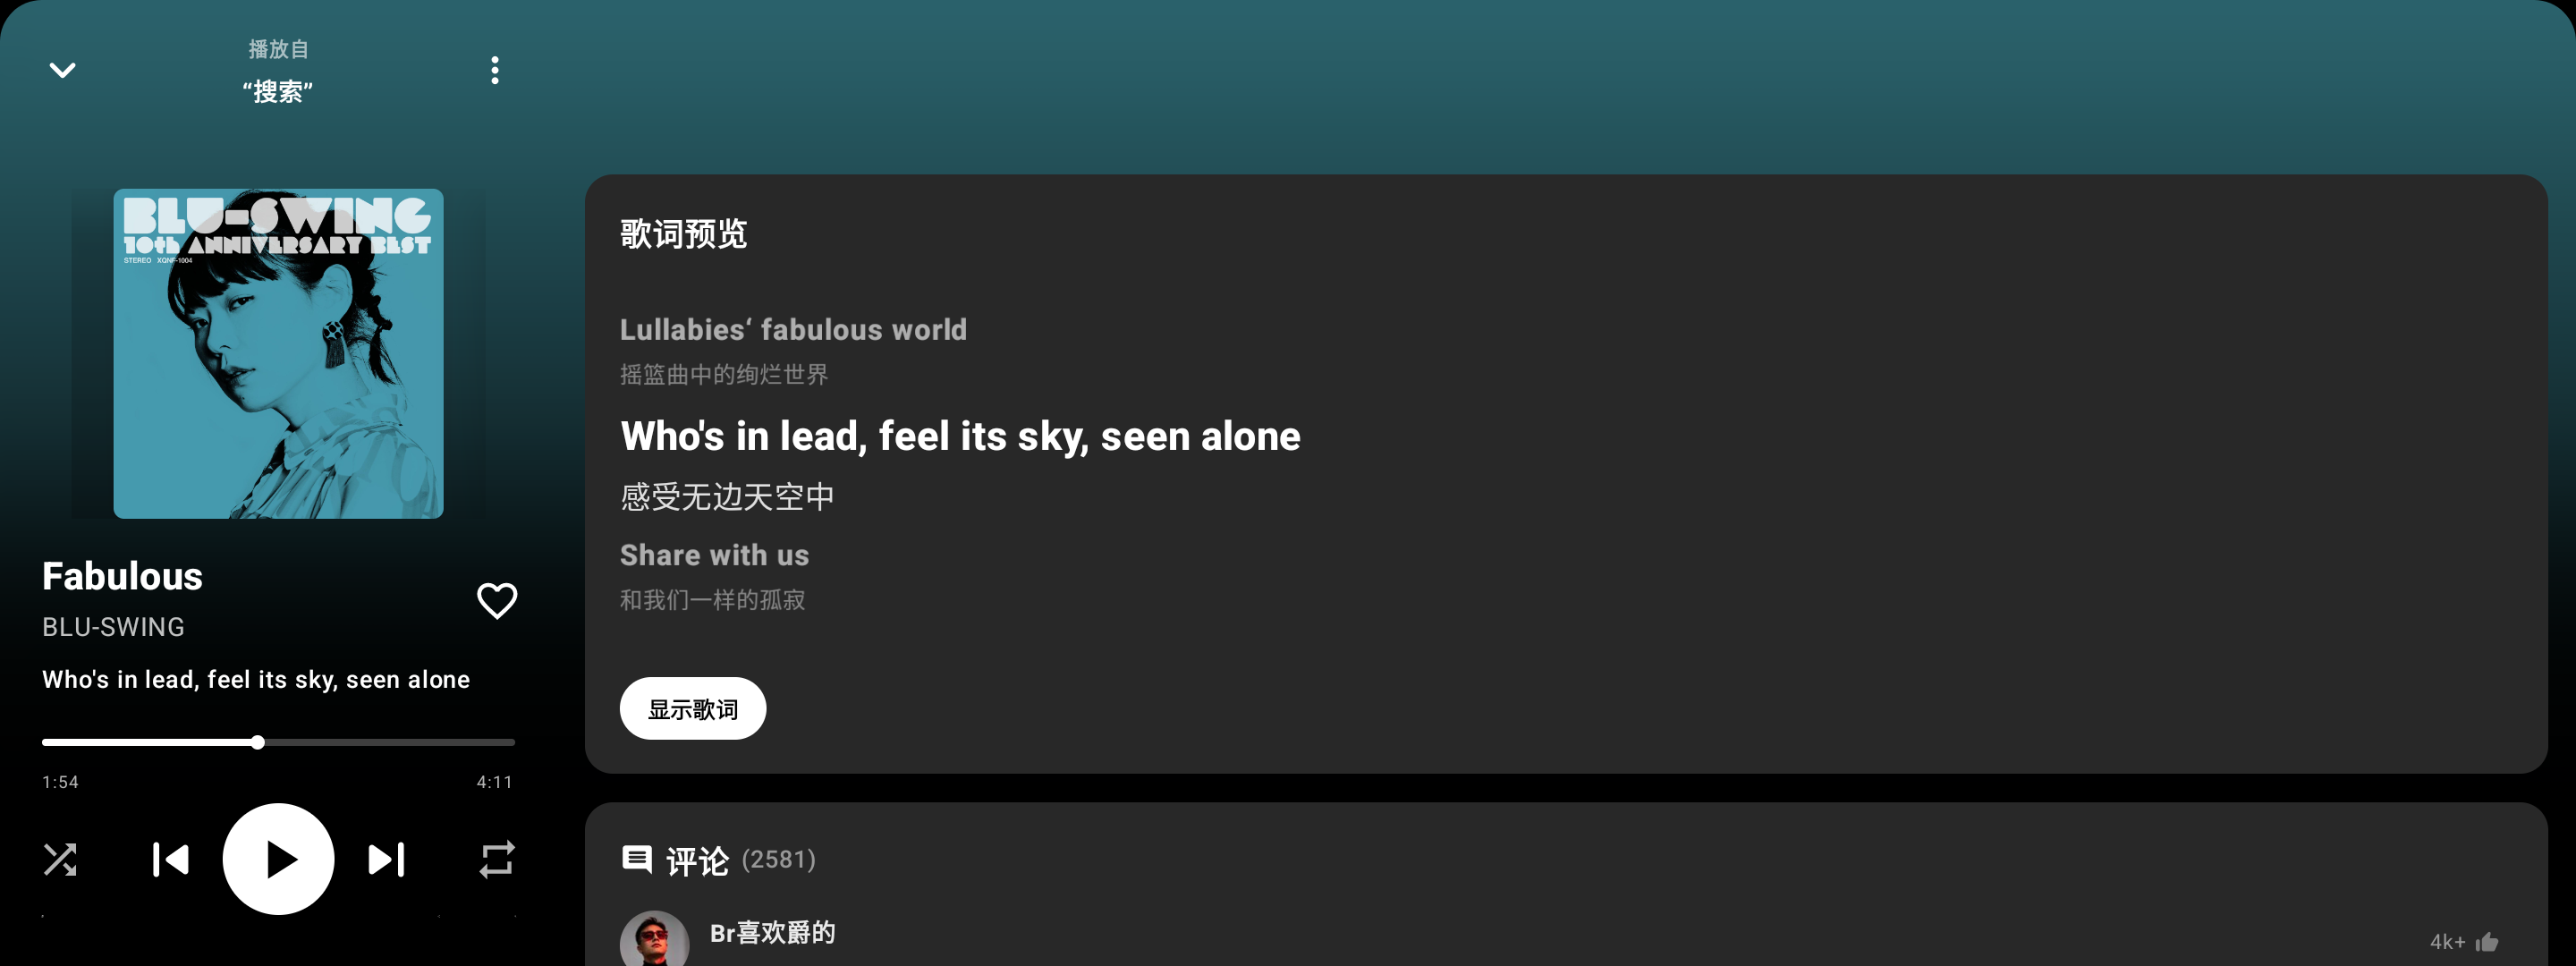 播放自
“搜索”
BLU-SWING
10th ANNIVERSARY BEST
STEREO XQNF-1004
Fabulous
BLU-SWING
Who's in lead, feel its sky, seen alone
1:54
4:11
歌词预览
Lullabies‘ fabulous world
摇篮曲中的绚烂世界
Who's in lead, feel its sky, seen alone
感受无边天空中
Share with us
和我们一样的孤寂
显示歌词
评论 (2581)
Br喜欢爵的
4k+